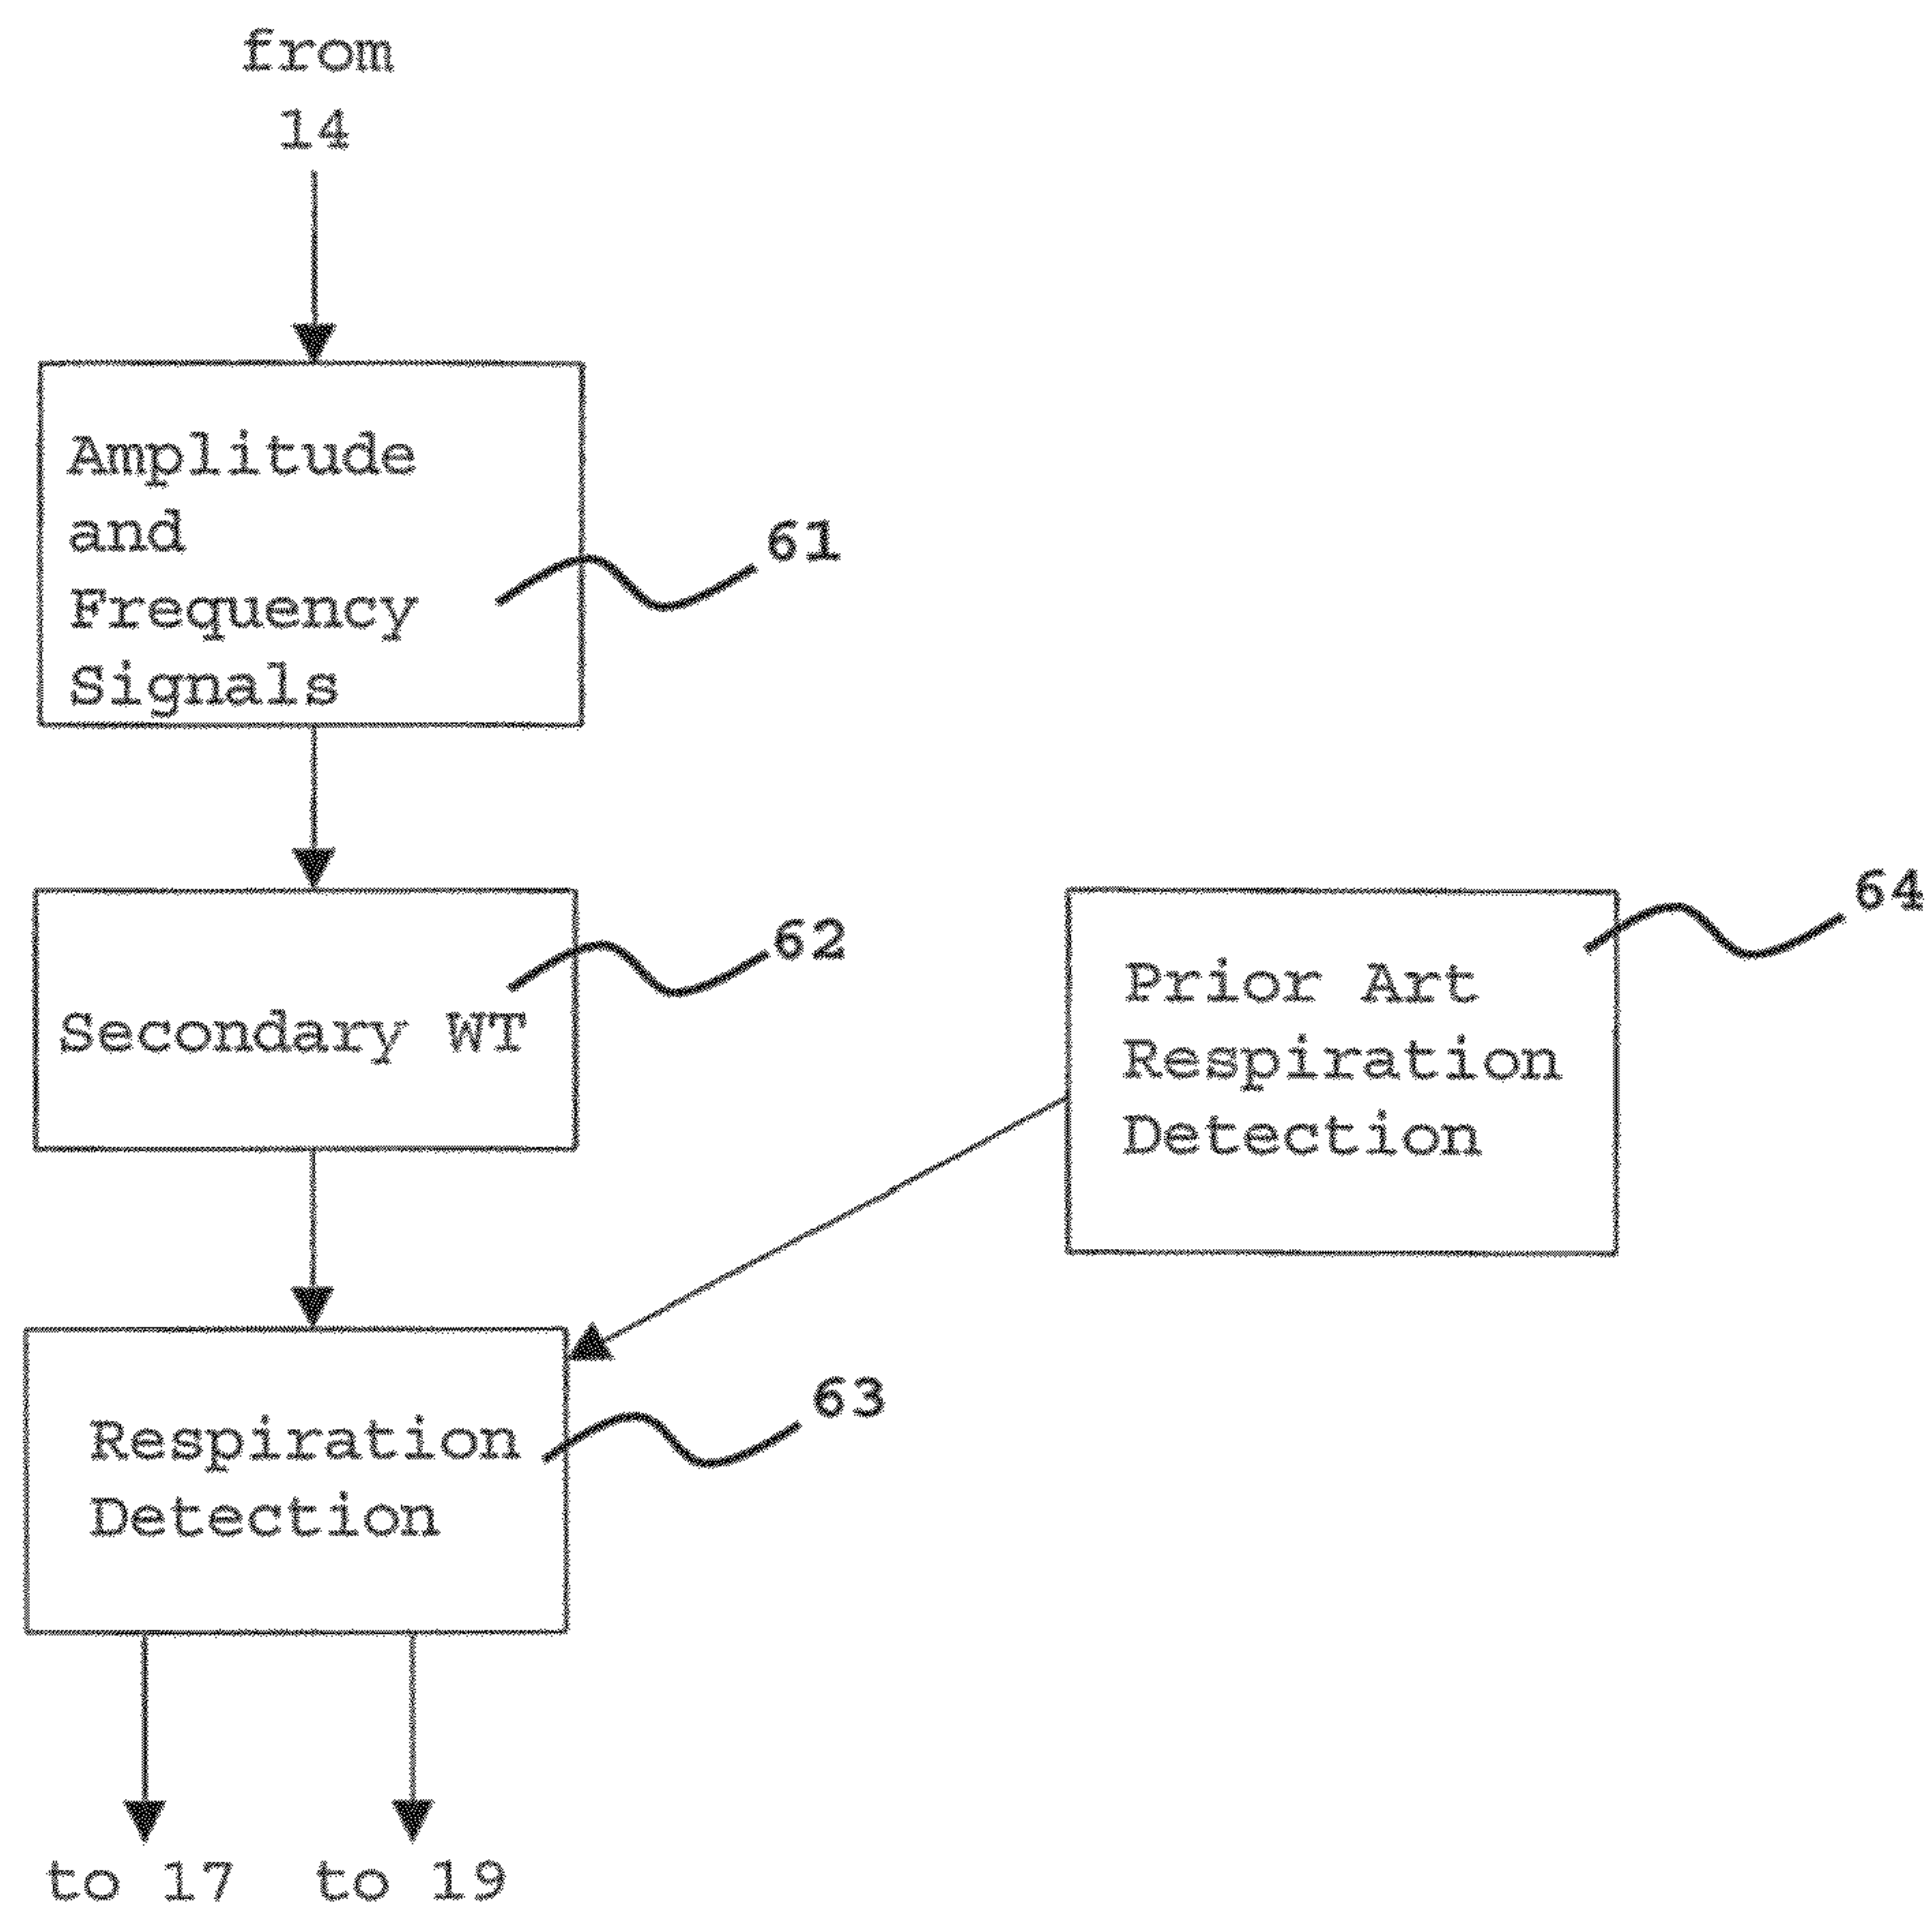 from
14
Amplitude
and
Frequency
Signals
61
Secondary WT
62
Prior Art
Respiration
Detection
64
Respiration
Detection
63
to 17
to 19